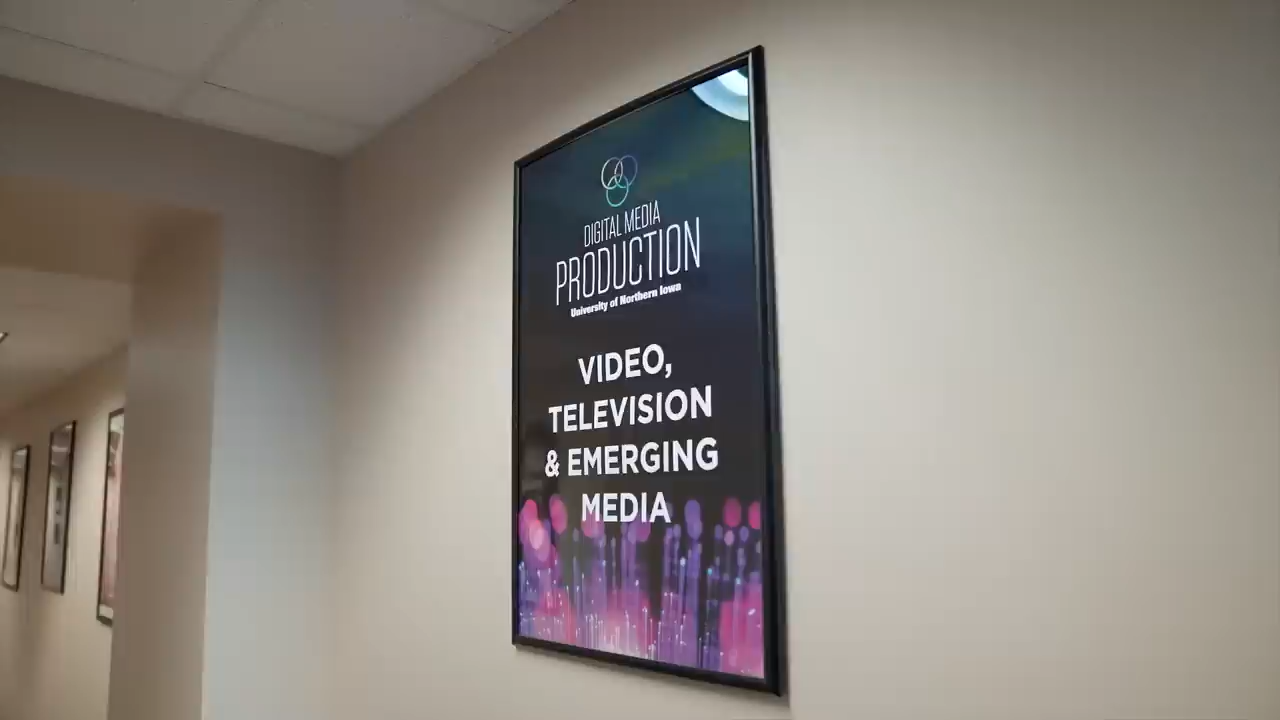 DIGITAL MEDIA
PRODUCTION
University of Northern Iowa
VIDEO,
TELEVISION
& EMERGING
MEDIA